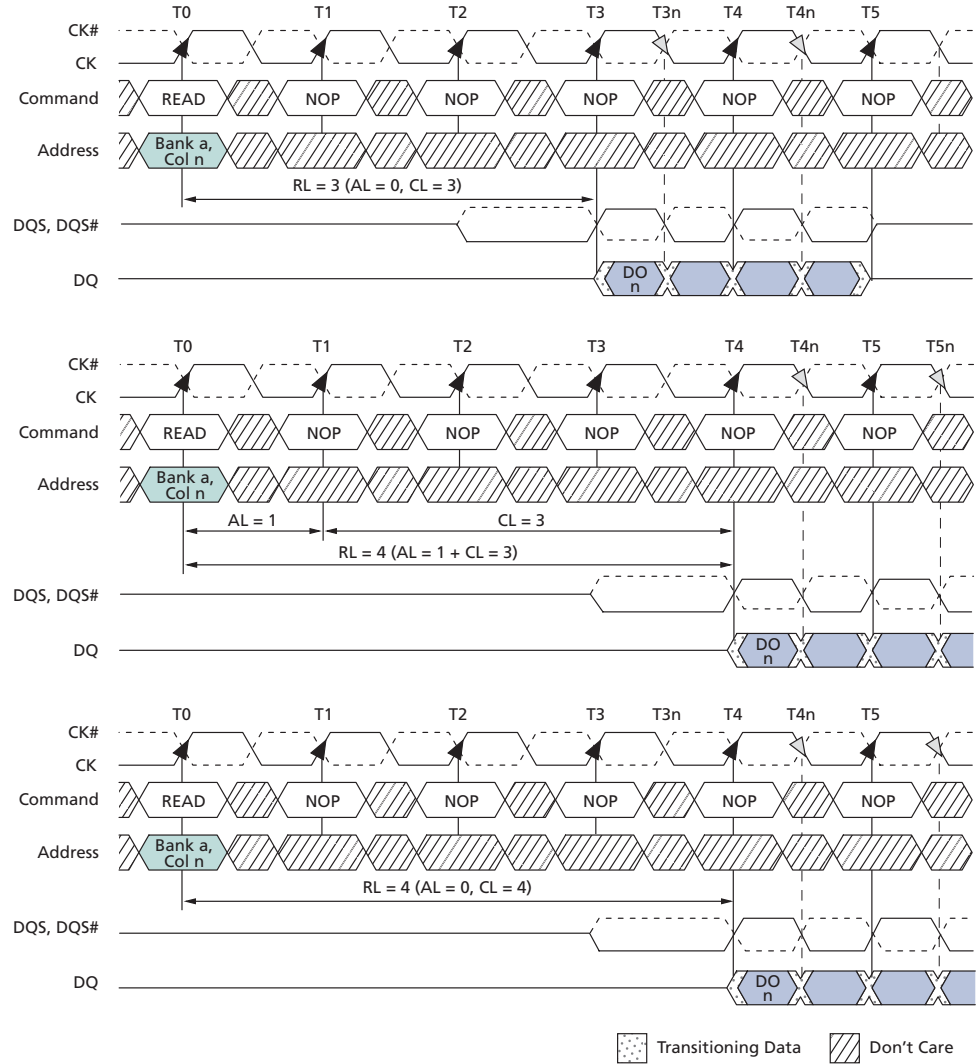 T0 T1 T2 T3 T3n T4 T4n T5
CK#
CK
Command READ NOP NOP NOP NOP NOP
Address Bank a,
Col n
RL = 3 (AL = 0, CL = 3)
DQS, DQS#
DQ DO
n
T0 T1 T2 T3 T4 T4n T5 T5n
CK#
CK
Command READ NOP NOP NOP NOP NOP
Address Bank a,
Col n
AL = 1 CL = 3
RL = 4 (AL = 1 + CL = 3)
DQS, DQS#
DQ DO
n
T0 T1 T2 T3 T3n T4 T4n T5
CK#
CK
Command READ NOP NOP NOP NOP NOP
Address Bank a,
Col n
RL = 4 (AL = 0, CL = 4)
DQS, DQS#
DQ DO
n
Transitioning Data Don't Care